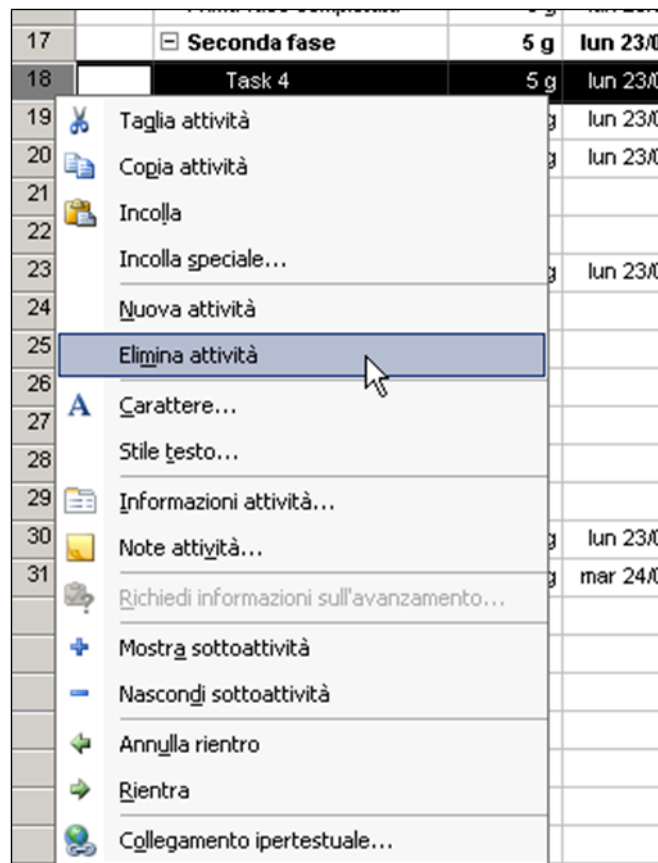 17 Seconda fase 5 g lun 23/0
18 Task 4 5 g lun 23/0
19 g lun 23/0
20 g lun 23/0
21
22
23 g lun 23/0
24
25
26
27
28
29
30 g lun 23/0
31 g mar 24/0
Taglia attività
Copia attività
Incolla
Incolla speciale...
Nuova attività
Elimina attività
Carattere...
Stile testo...
Informazioni attività...
Note attività...
Richiedi informazioni sull'avanzamento...
Mostra sottoattività
Nascondi sottoattività
Annulla rientro
Rientra
Collegamento ipertestuale...